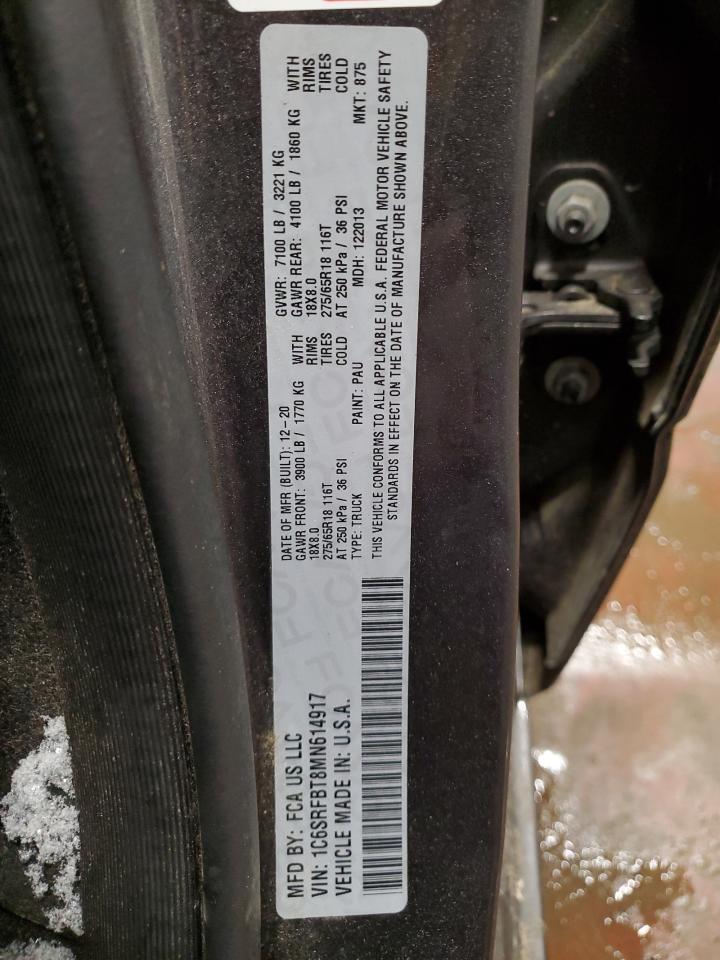 MFD BY: FCA US LLC
VIN: 1C6SRFBT8MN614917
VEHICLE MADE IN: U.S.A.
DATE OF MFR (BUILT): 12-20
GVWR: 7100 LB / 3221 KG
GAWR FRONT: 3900 LB / 1770 KG WITH
18X8.0 RIMS
275/65R18 116T TIRES
AT 250 kPa / 36 PSI COLD
GAWR REAR: 4100 LB / 1860 KG WITH
18X8.0 RIMS
275/65R18 116T TIRES
AT 250 kPa / 36 PSI COLD
TYPE: TRUCK PAINT: PAU MDH: 122013 MKT: 875
THIS VEHICLE CONFORMS TO ALL APPLICABLE U.S.A. FEDERAL MOTOR VEHICLE SAFETY
STANDARDS IN EFFECT ON THE DATE OF MANUFACTURE SHOWN ABOVE.